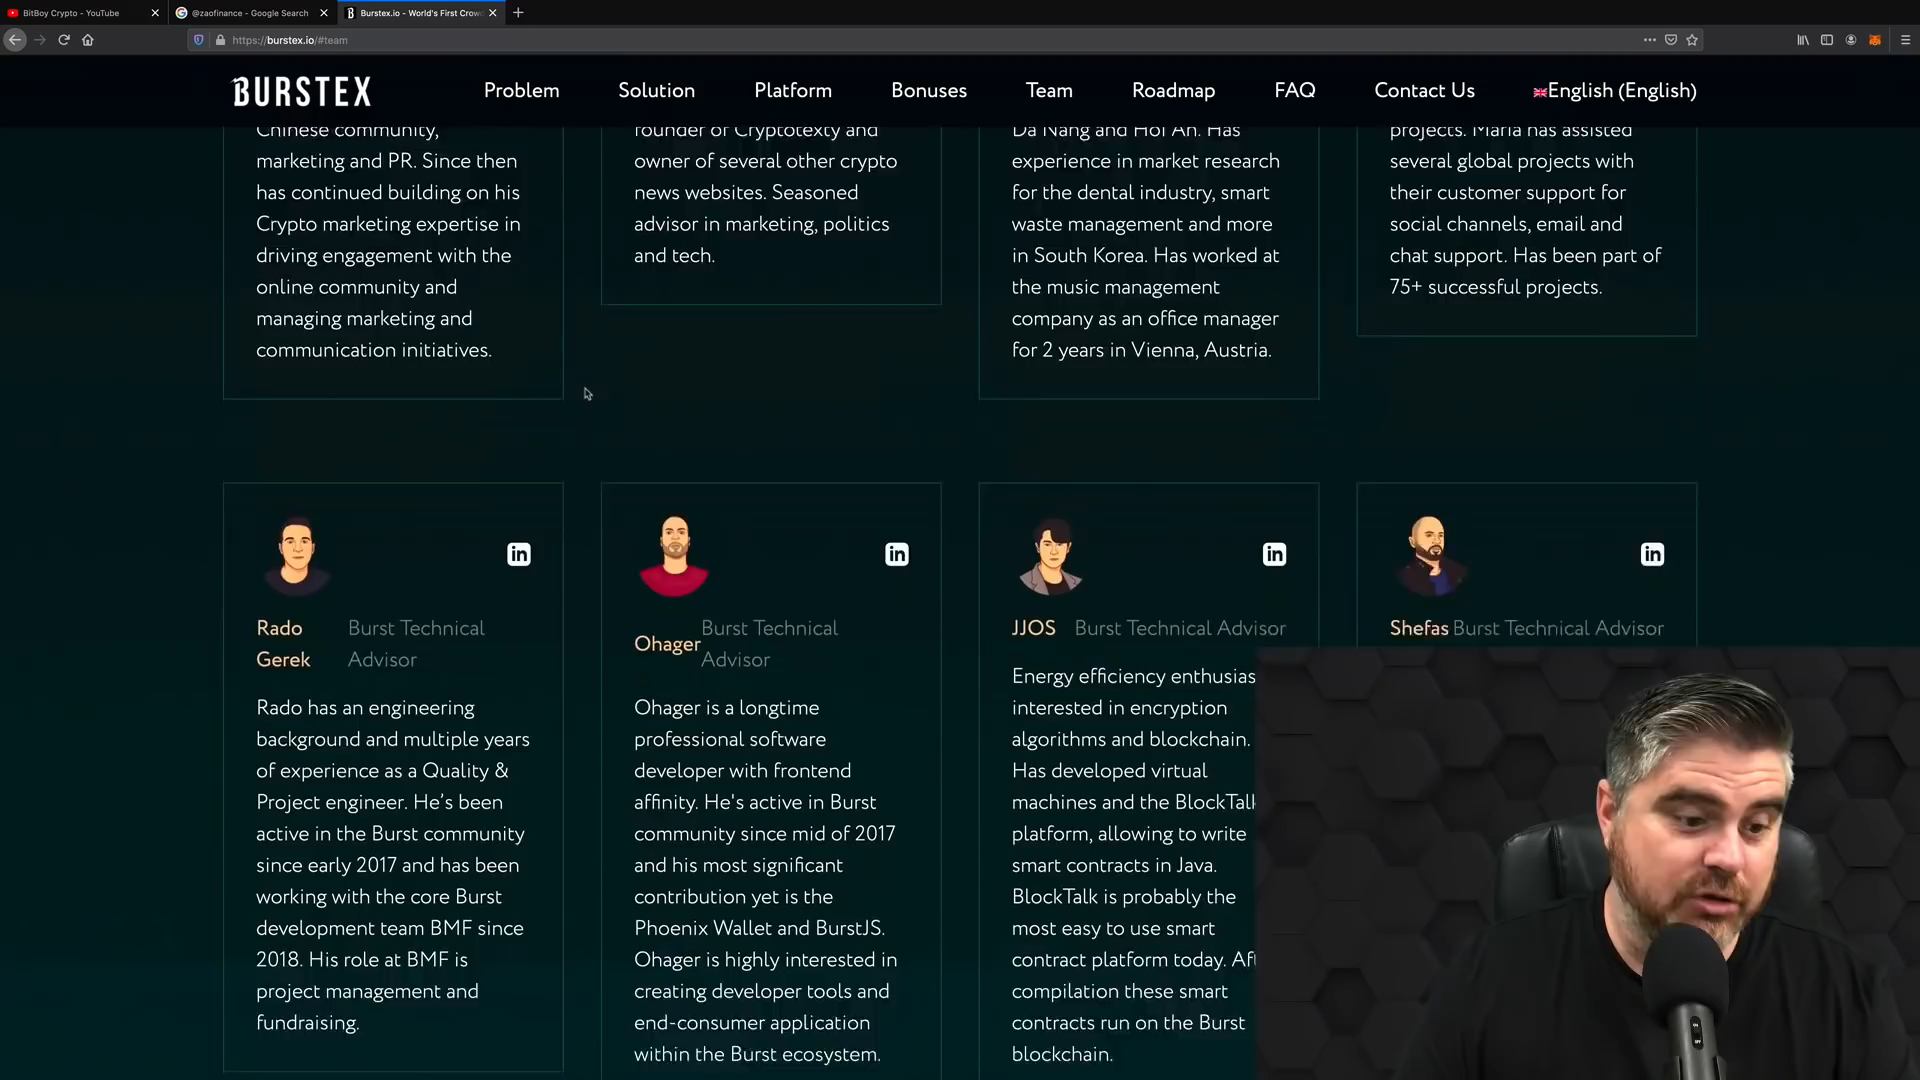 BitBoy Crypto - YouTube
@zaofinance - Google Search
Burstex.io - World's First Crow
https://burstex.io/#team
BURSTEX
Problem
Solution
Platform
Bonuses
Team
Roadmap
FAQ
Contact Us
English (English)
Chinese community,
marketing and PR. Since then
has continued building on his
Crypto marketing expertise in
driving engagement with the
online community and
managing marketing and
communication initiatives.
founder of Cryptotexty and
owner of several other crypto
news websites. Seasoned
advisor in marketing, politics
and tech.
Da Nang and Hoi An. Has
experience in market research
for the dental industry, smart
waste management and more
in South Korea. Has worked at
the music management
company as an office manager
for 2 years in Vienna, Austria.
projects. Maria has assisted
several global projects with
their customer support for
social channels, email and
chat support. Has been part of
75+ successful projects.
in
Rado Gerek
Burst Technical
Advisor
Rado has an engineering
background and multiple years
of experience as a Quality &
Project engineer. He's been
active in the Burst community
since early 2017 and has been
working with the core Burst
development team BMF since
2018. His role at BMF is
project management and
fundraising.
in
Ohager
Burst Technical
Advisor
Ohager is a longtime
professional software
developer with frontend
affinity. He's active in Burst
community since mid of 2017
and his most significant
contribution yet is the
Phoenix Wallet and BurstJS.
Ohager is highly interested in
creating developer tools and
end-consumer application
within the Burst ecosystem.
in
JJOS Burst Technical Advisor
Energy efficiency enthusias
interested in encryption
algorithms and blockchain.
Has developed virtual
machines and the BlockTalk
platform, allowing to write
smart contracts in Java.
BlockTalk is probably the
most easy to use smart
contract platform today. Aft
compilation these smart
contracts run on the Burst
blockchain.
in
Shefas Burst Technical Advisor